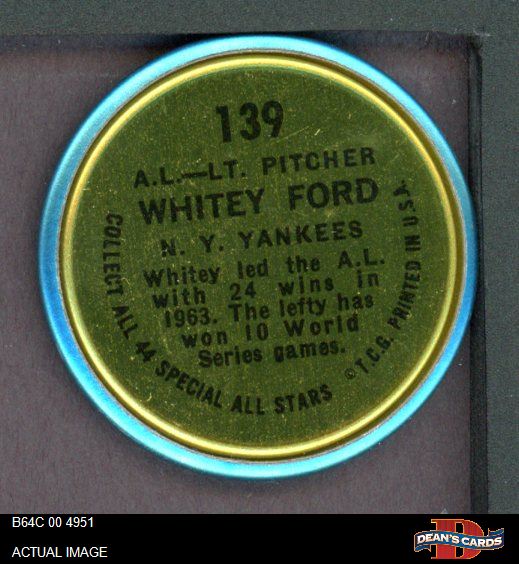 139
A.L.—LT. PITCHER
WHITEY FORD
N. Y. YANKEES
Whitey led the A.L.
with 24 wins in
1963. The lefty has
won 10 World
Series games.
COLLECT ALL 44 SPECIAL ALL STARS
© T.C.G. PRINTED IN U.S.A.
B64C 00 4951
ACTUAL IMAGE
D
DEAN'S CARDS